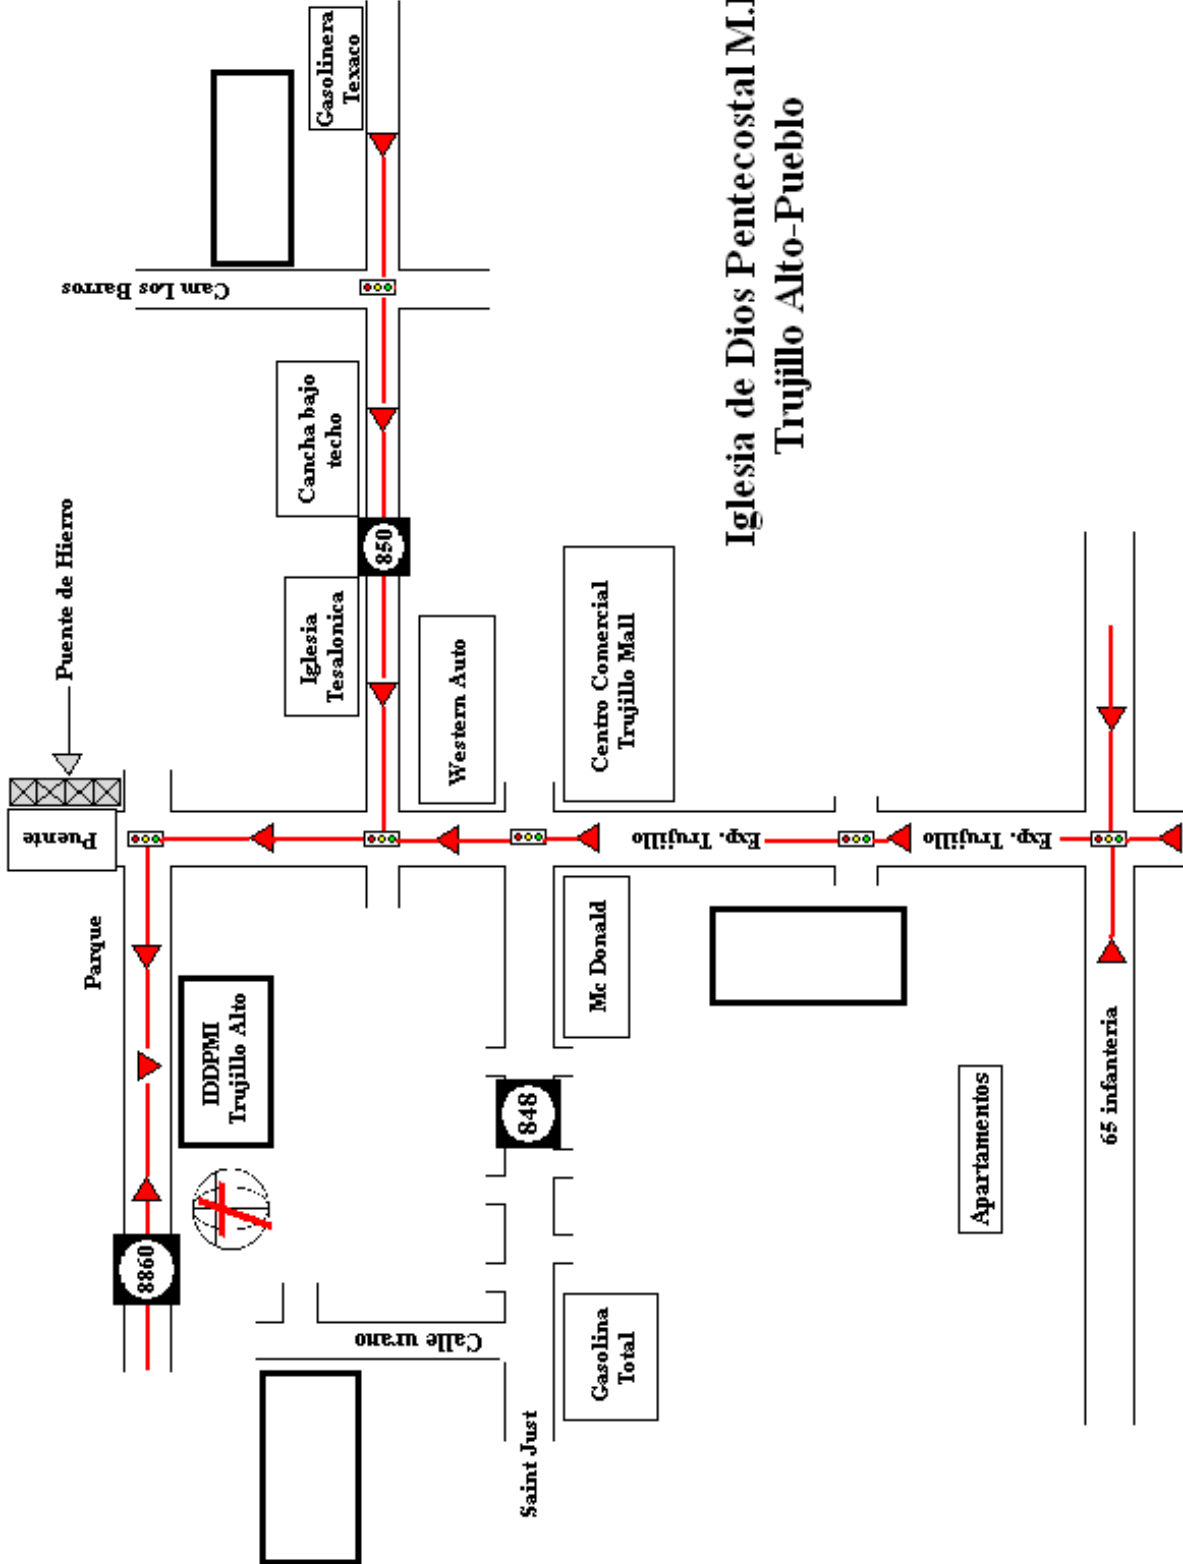 Gasolinera
Texaco
Cam Los Barros
Cancha bajo
techo
Puente de Hierro
850
Iglesia
Tesalonica
Western Auto
Centro Comercial
Trujillo Mall
Iglesia de Dios Pentecostal M.
Trujillo Alto-Pueblo
Puente
Exp. Trujillo
Exp. Trujillo
Parque
IDDPMI
Trujillo Alto
Mc Donald
848
8860
Calle urano
Gasolina
Total
Saint Just
Apartamentos
65 infanteria